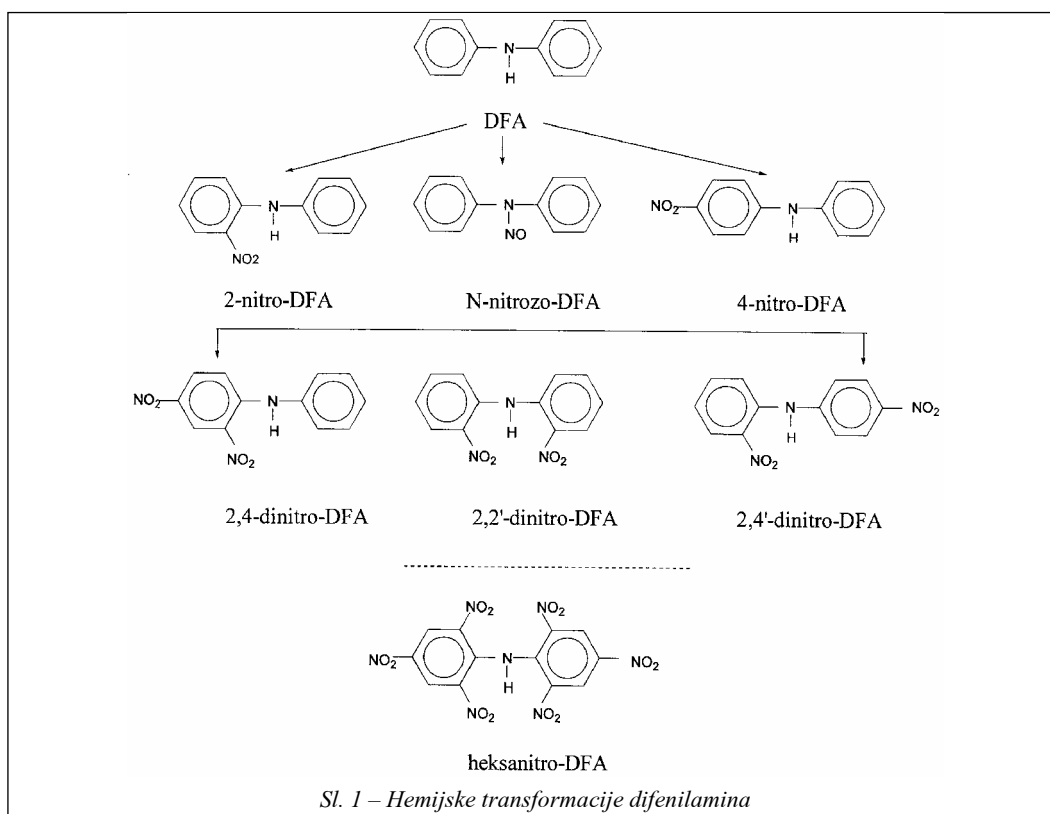 N
H
DFA
N
H
NO2
N
NO
NO₂
N
H
2-nitro-DFA
N-nitrozo-DFA
4-nitro-DFA
NO₂
N
H
NO₂
N
H
NO₂
NO₂
N
H
NO₂
NO₂
2,4-dinitro-DFA
2,2'-dinitro-DFA
2,4'-dinitro-DFA
NO₂
NO₂
NO₂
N
H
NO₂
NO₂
NO₂
heksanitro-DFA
Sl. 1 – Hemijske transformacije difenilamina